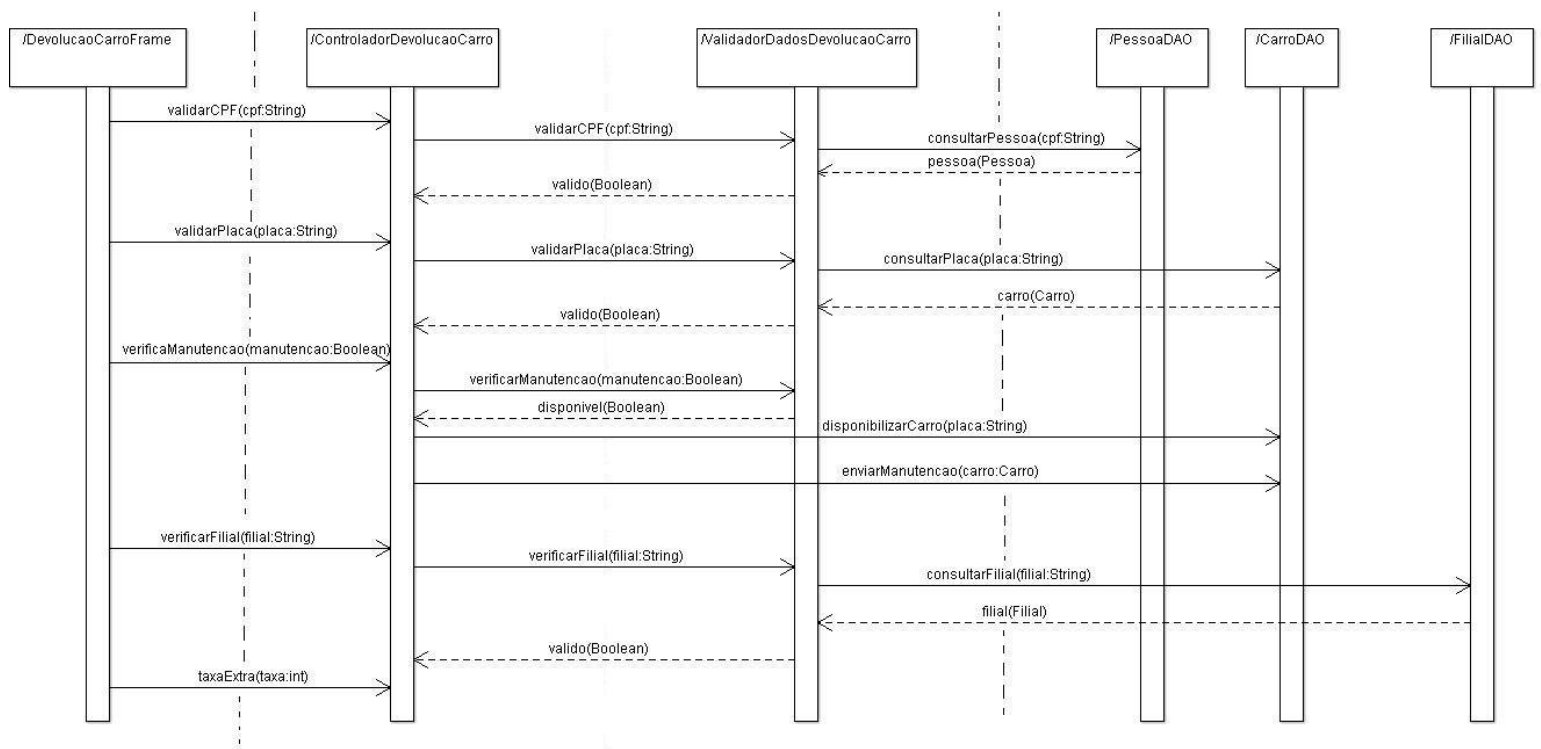 /DevolucaoCarroFrame
/ControladorDevolucaoCarro
/ValidadorDadosDevolucaoCarro
/PessoaDAO
/CarroDAO
/FilialDAO
validarCPF(cpf:String)
validarCPF(cpf:String)
consultarPessoa(cpf:String)
pessoa(Pessoa)
valido(Boolean)
validarPlaca(placa:String)
validarPlaca(placa:String)
consultarPlaca(placa:String)
carro(Carro)
valido(Boolean)
verificaManutencao(manutencao:Boolean)
verificarManutencao(manutencao:Boolean)
disponivel(Boolean)
disponibilizarCarro(placa:String)
enviarManutencao(carro:Carro)
verificarFilial(filial:String)
verificarFilial(filial:String)
consultarFilial(filial:String)
filial(Filial)
valido(Boolean)
taxaExtra(taxa:int)